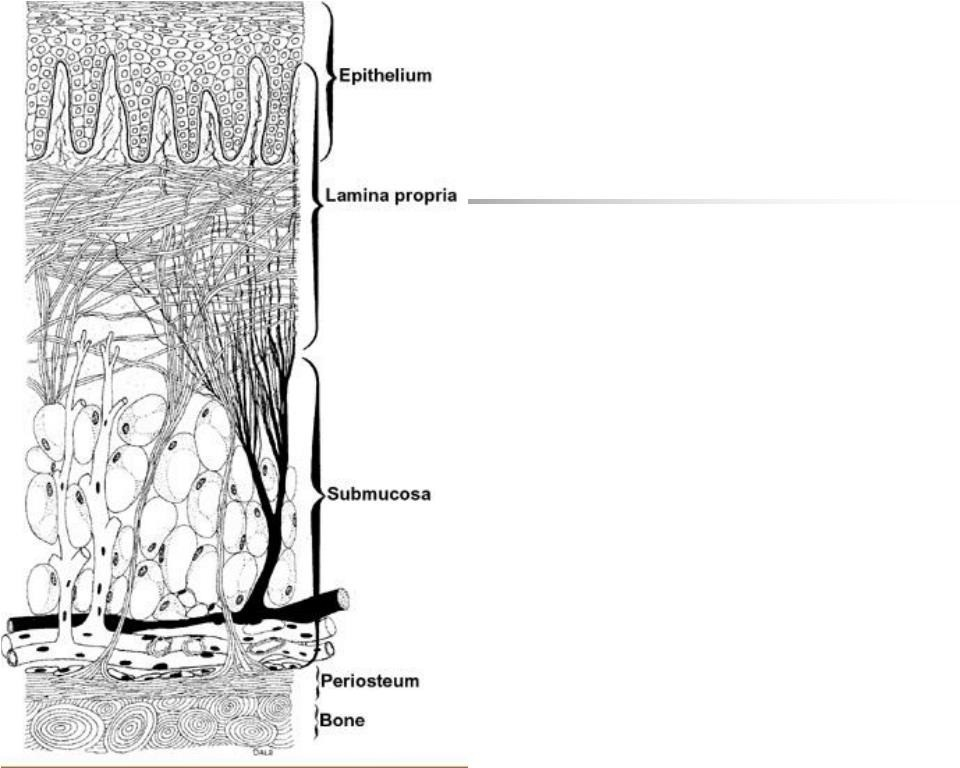 Epithelium
Lamina propria
Submucosa
Periosteum
Bone